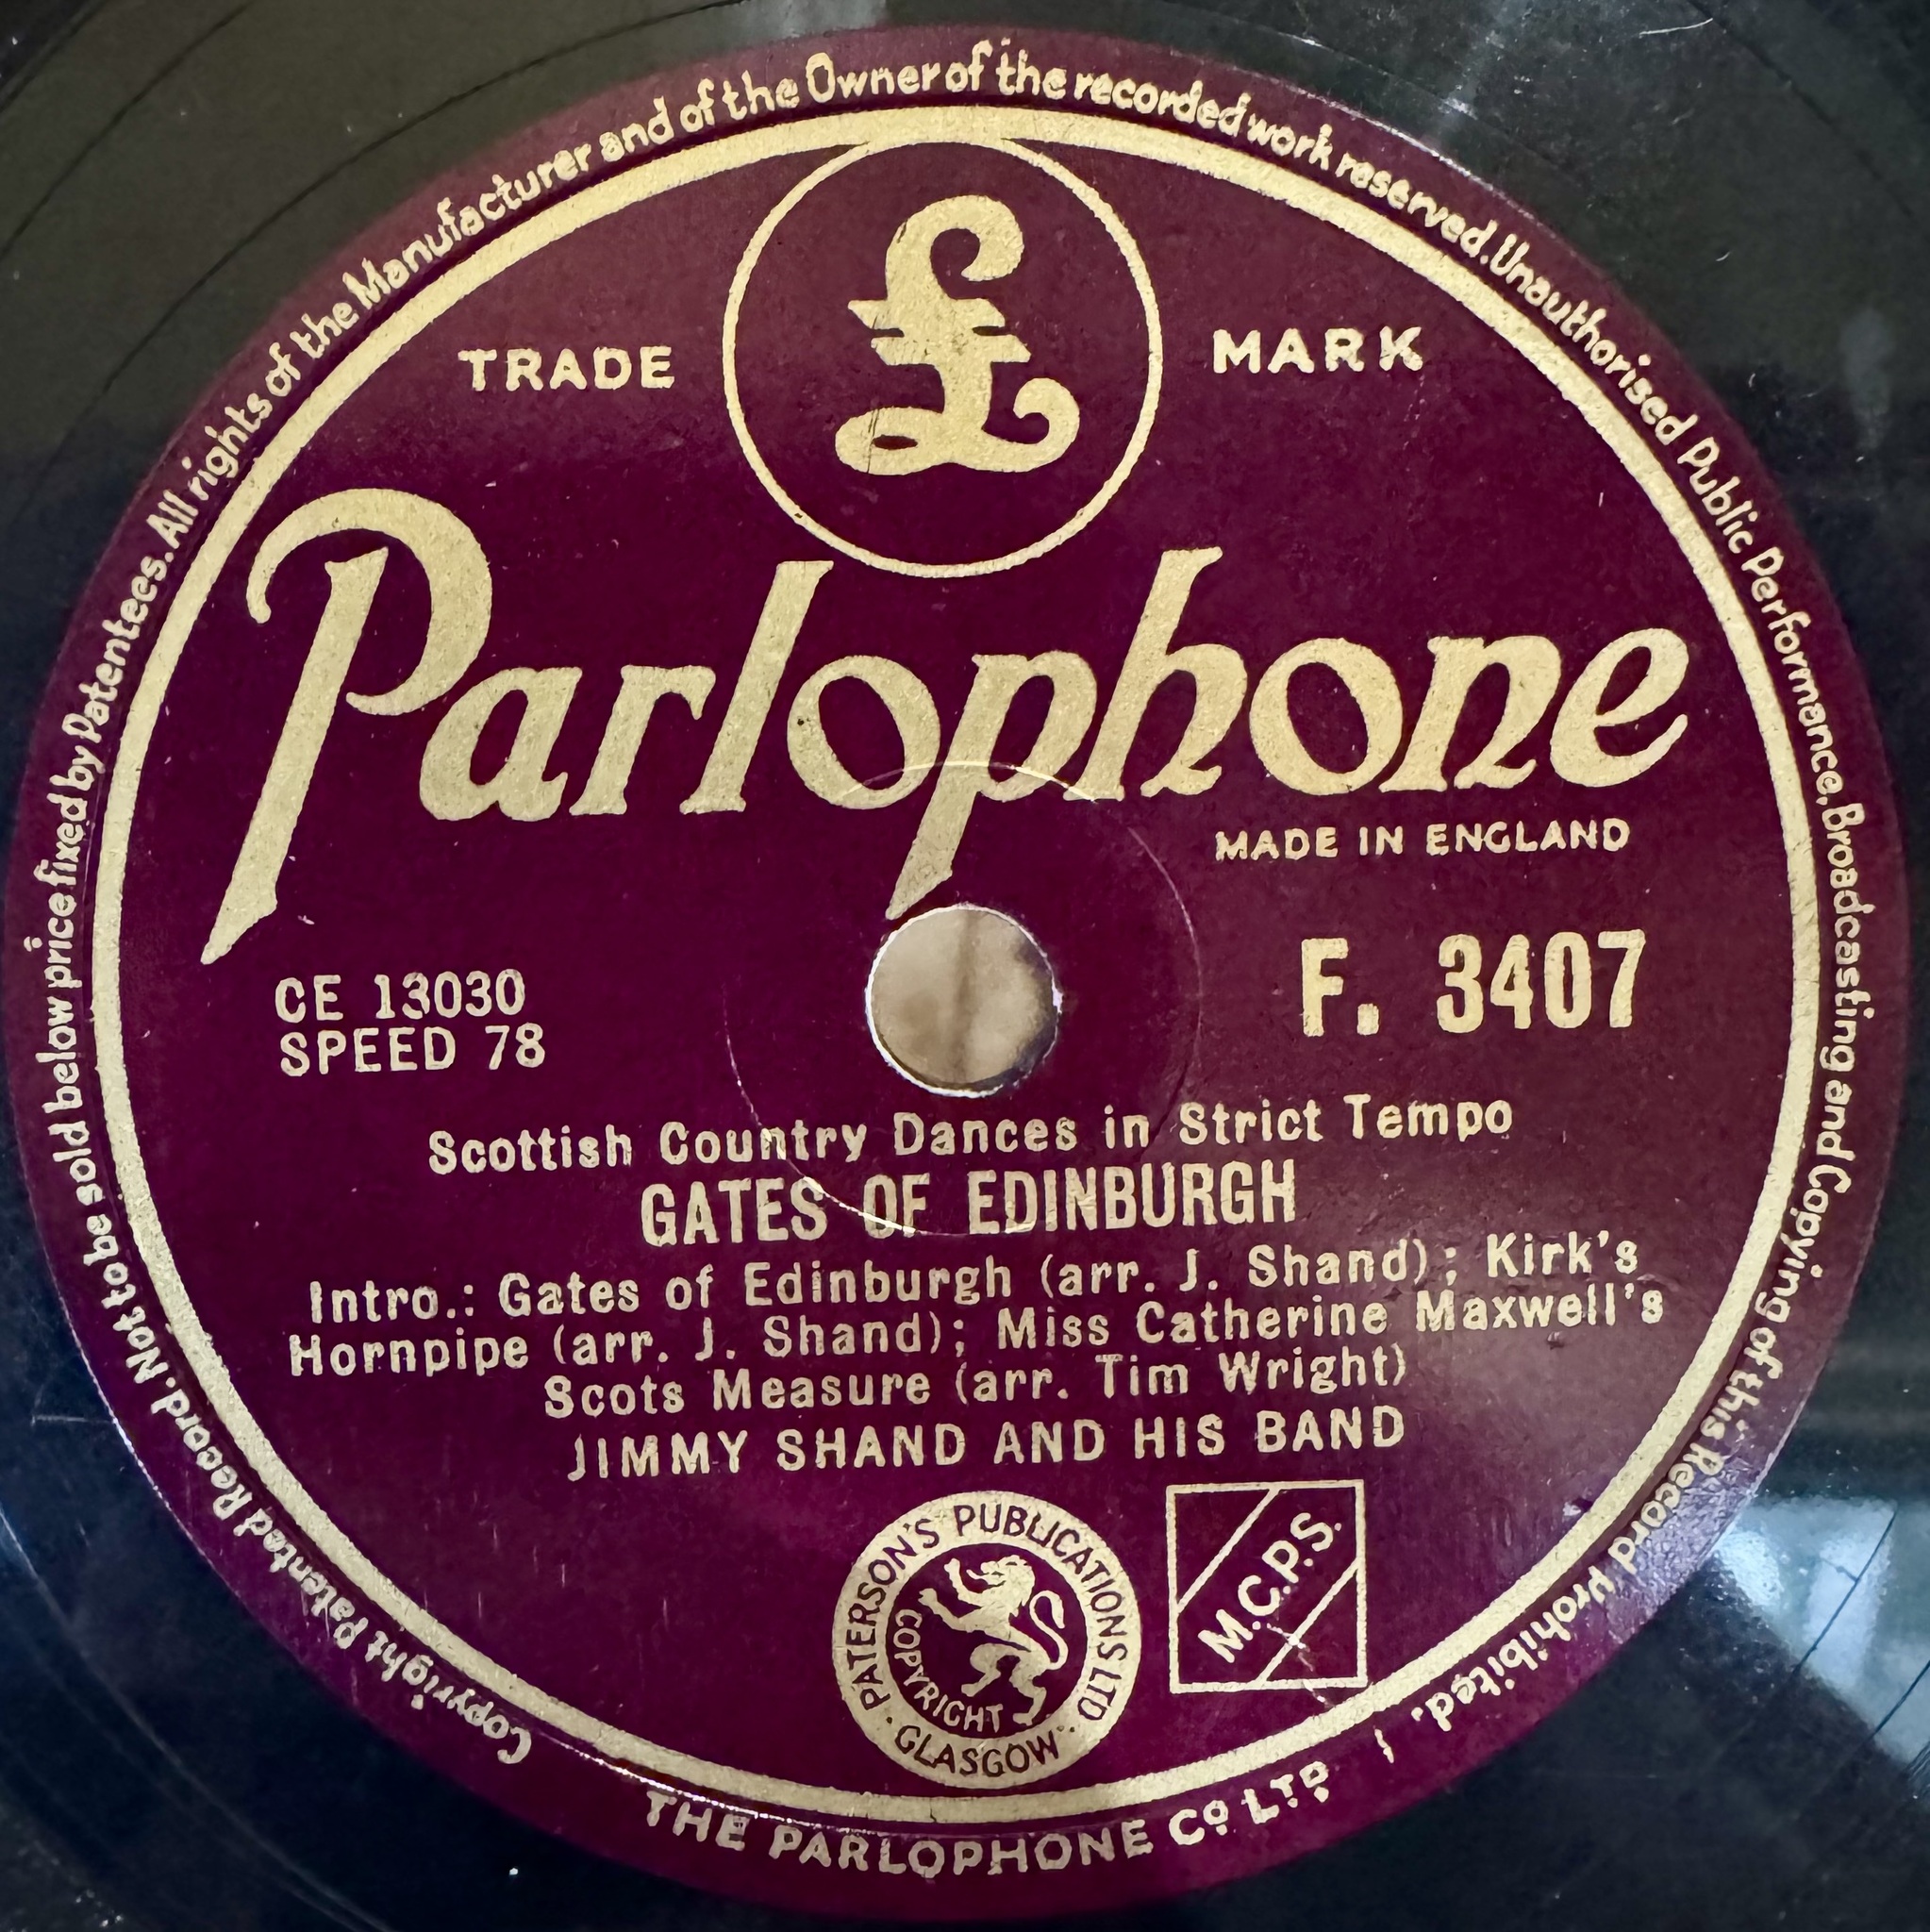 Copyright Patented Record. Not to be sold below price fixed by Patentees. All rights of the Manufacturer and of the Owner of the recorded work reserved. Unauthorised Public Performance, Broadcasting and Copying of this Record Prohibited.
£
TRADE MARK
Parlophone
MADE IN ENGLAND
CE 13030
SPEED 78
F. 3407
Scottish Country Dances in Strict Tempo
GATES OF EDINBURGH
Intro.: Gates of Edinburgh (arr. J. Shand); Kirk's
Hornpipe (arr. J. Shand); Miss Catherine Maxwell's
Scots Measure (arr. Tim Wright)
JIMMY SHAND AND HIS BAND
PATERSON'S PUBLICATIONS LTD. · GLASGOW ·
COPYRIGHT
M.C.P.S.
THE PARLOPHONE Co LTD